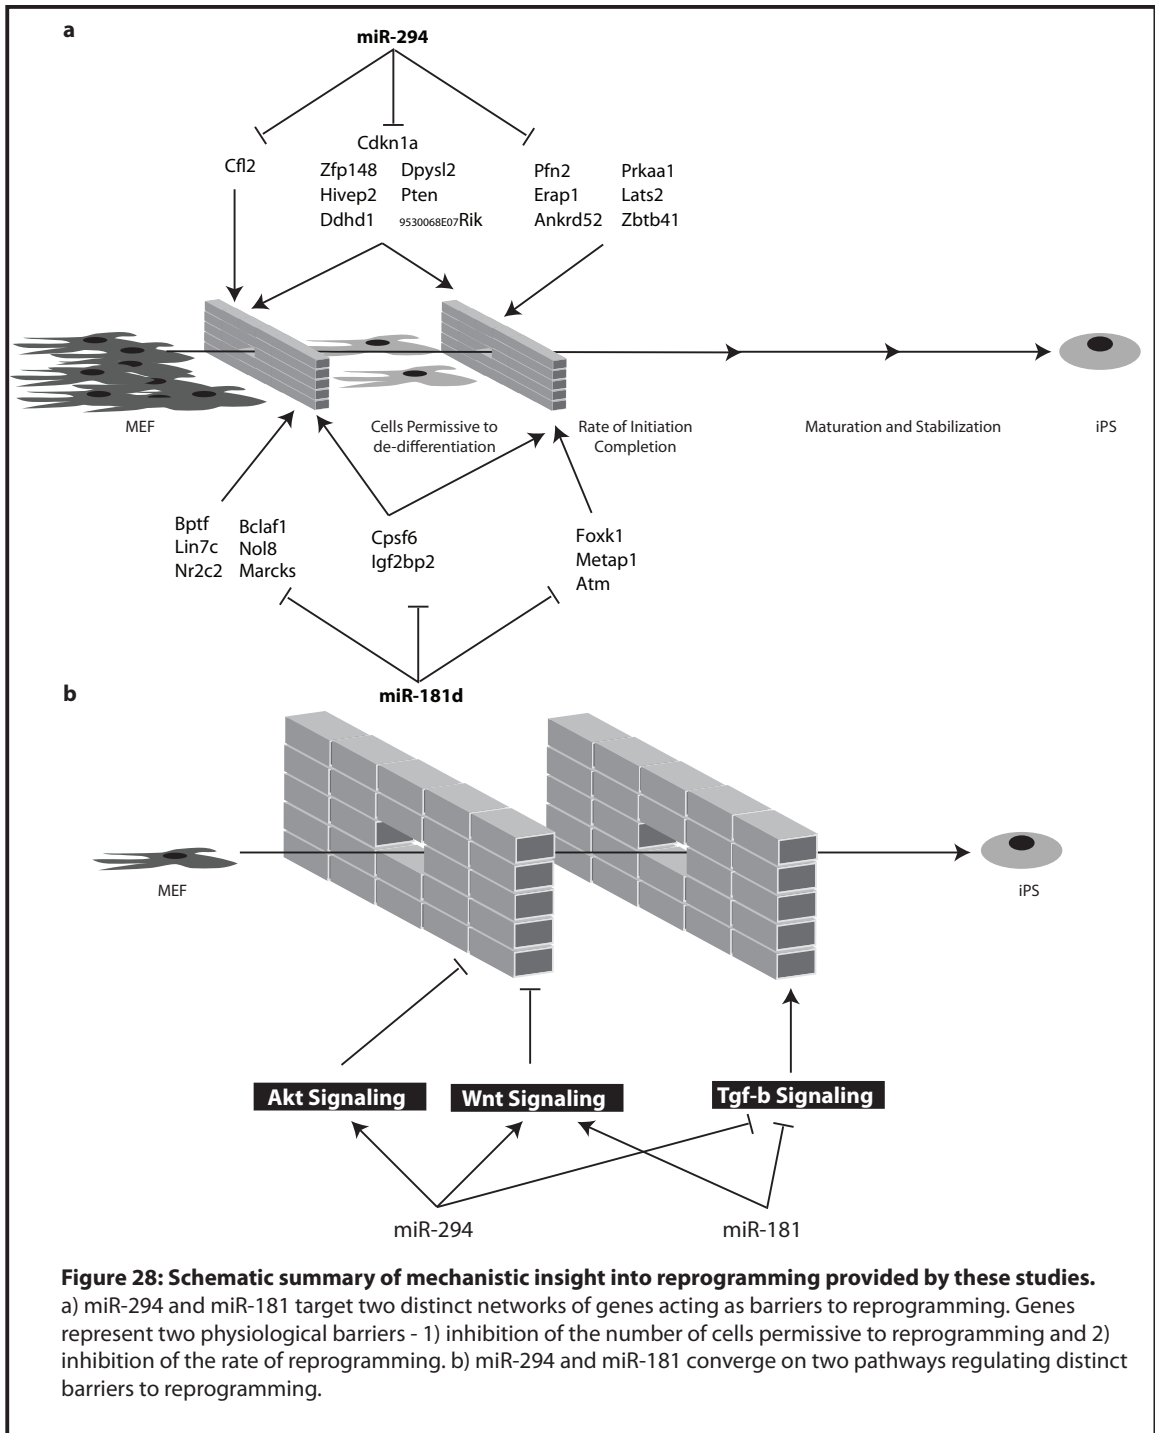 a
miR-294
Cfl2
Cdkn1a
Zfp148 Dpysl2
Hivep2 Pten
Ddhd1 9530068E07Rik
Pfn2 Prkaa1
Erap1 Lats2
Ankrd52 Zbtb41
MEF
Cells Permissive to
de-differentiation
Rate of Initiation
Completion
Maturation and Stabilization
iPS
Bptf Bclaf1
Lin7c Nol8
Nr2c2 Marcks
Cpsf6
Igf2bp2
Foxk1
Metap1
Atm
miR-181d
b
MEF
iPS
Akt Signaling
Wnt Signaling
Tgf-b Signaling
miR-294
miR-181
Figure 28: Schematic summary of mechanistic insight into reprogramming provided by these studies.
a) miR-294 and miR-181 target two distinct networks of genes acting as barriers to reprogramming. Genes
represent two physiological barriers - 1) inhibition of the number of cells permissive to reprogramming and 2)
inhibition of the rate of reprogramming. b) miR-294 and miR-181 converge on two pathways regulating distinct
barriers to reprogramming.